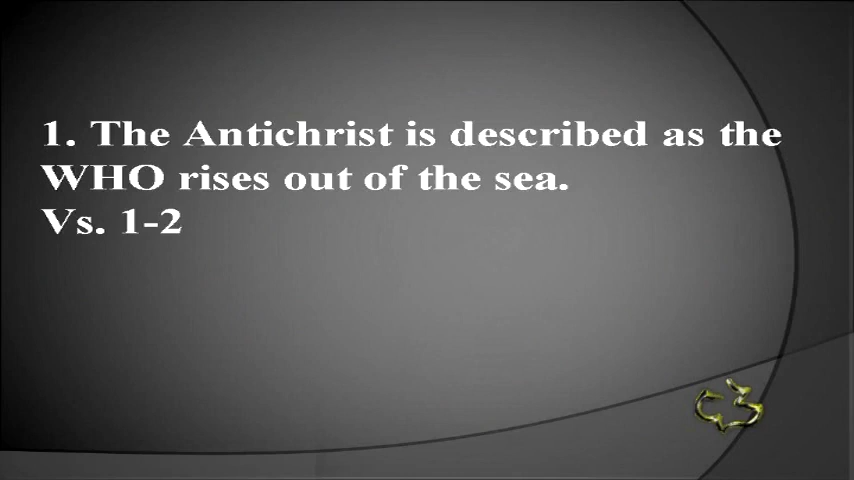 1. The Antichrist is described as the
WHO rises out of the sea.
Vs. 1-2